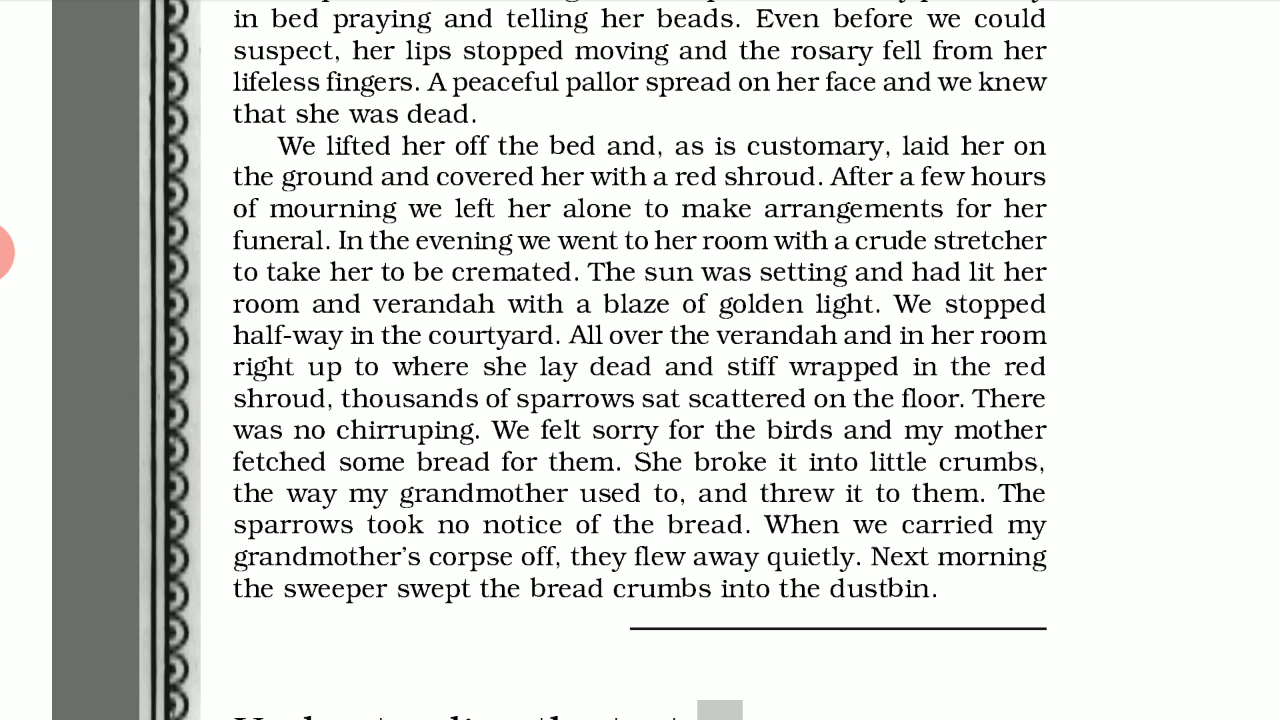 in bed praying and telling her beads. Even before we could
suspect, her lips stopped moving and the rosary fell from her
lifeless fingers. A peaceful pallor spread on her face and we knew
that she was dead.
We lifted her off the bed and, as is customary, laid her on
the ground and covered her with a red shroud. After a few hours
of mourning we left her alone to make arrangements for her
funeral. In the evening we went to her room with a crude stretcher
to take her to be cremated. The sun was setting and had lit her
room and verandah with a blaze of golden light. We stopped
half-way in the courtyard. All over the verandah and in her room
right up to where she lay dead and stiff wrapped in the red
shroud, thousands of sparrows sat scattered on the floor. There
was no chirruping. We felt sorry for the birds and my mother
fetched some bread for them. She broke it into little crumbs,
the way my grandmother used to, and threw it to them. The
sparrows took no notice of the bread. When we carried my
grandmother’s corpse off, they flew away quietly. Next morning
the sweeper swept the bread crumbs into the dustbin.